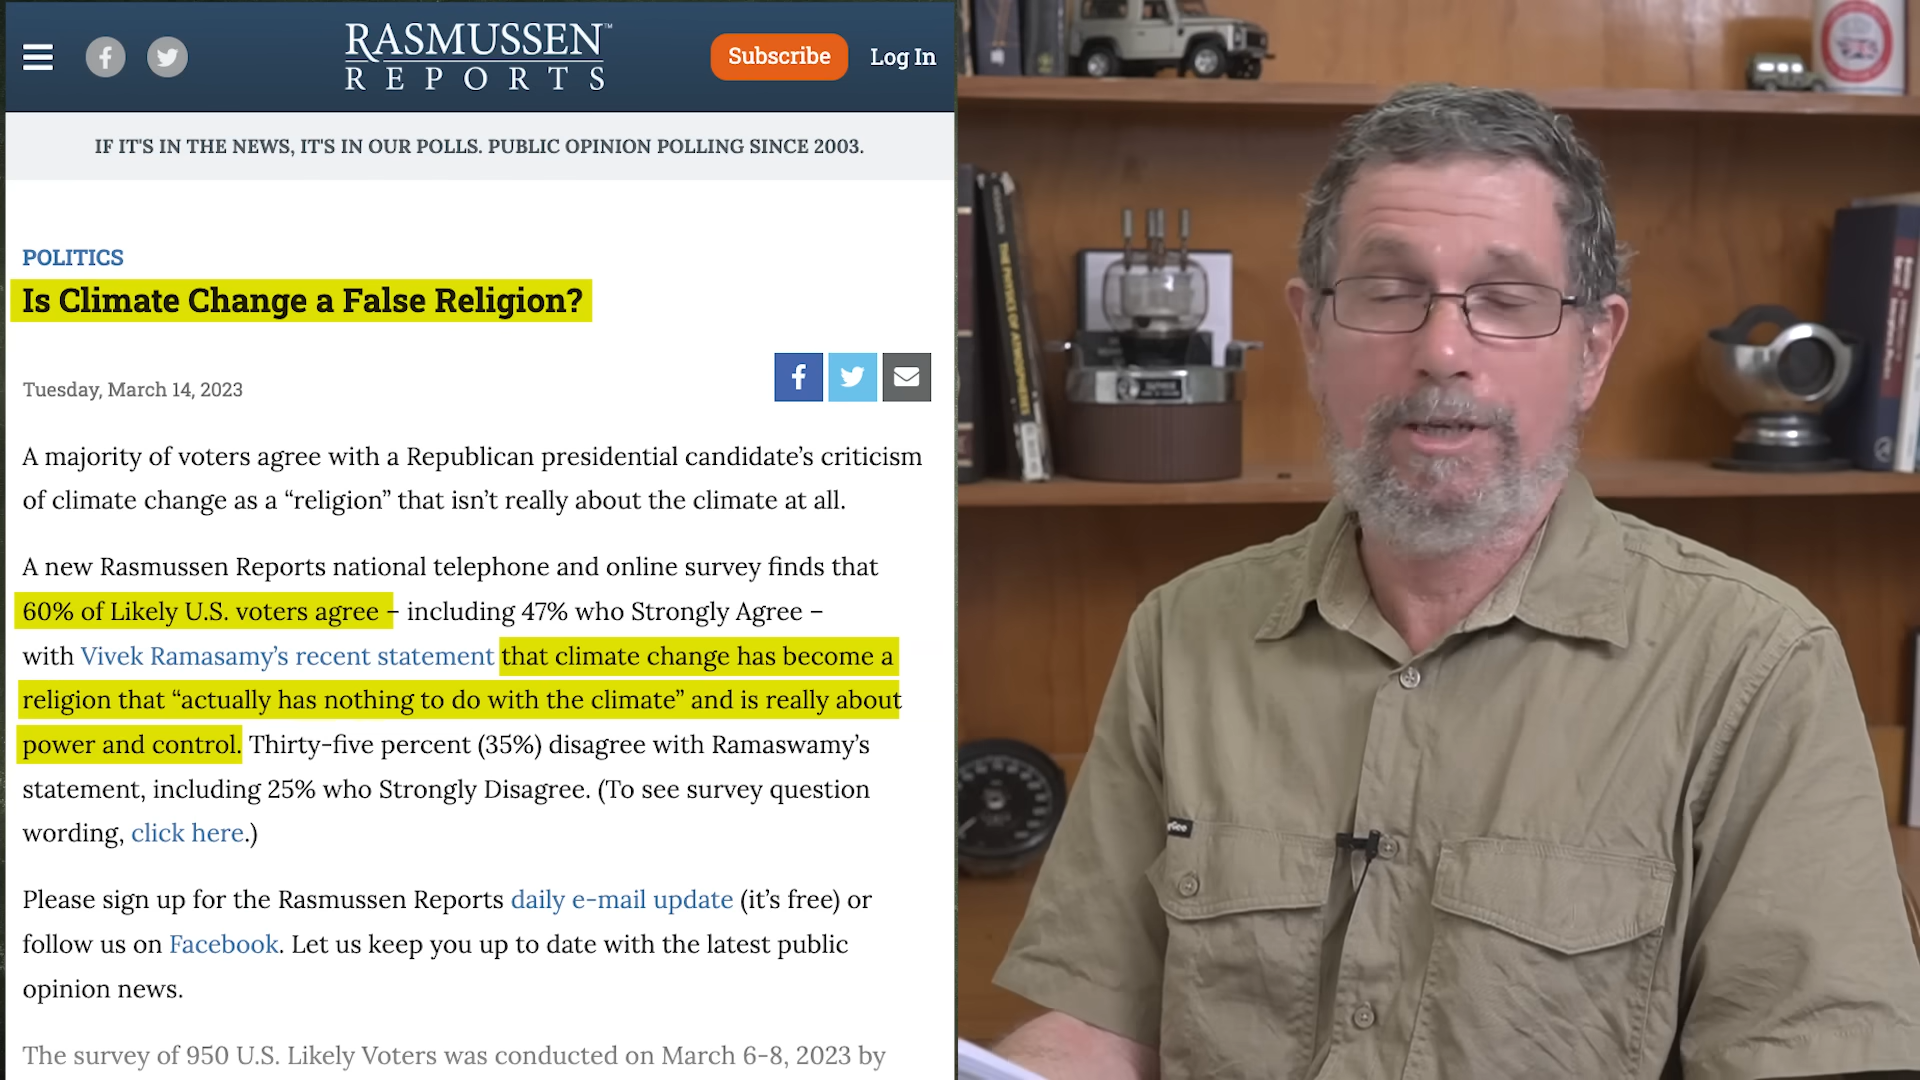 RASMUSSEN™
REPORTS
Subscribe
Log In
IF IT'S IN THE NEWS, IT'S IN OUR POLLS. PUBLIC OPINION POLLING SINCE 2003.
POLITICS
Is Climate Change a False Religion?
Tuesday, March 14, 2023
A majority of voters agree with a Republican presidential candidate’s criticism
of climate change as a “religion” that isn’t really about the climate at all.
A new Rasmussen Reports national telephone and online survey finds that
60% of Likely U.S. voters agree – including 47% who Strongly Agree –
with Vivek Ramasamy’s recent statement that climate change has become a
religion that “actually has nothing to do with the climate” and is really about
power and control. Thirty-five percent (35%) disagree with Ramaswamy’s
statement, including 25% who Strongly Disagree. (To see survey question
wording, click here.)
Please sign up for the Rasmussen Reports daily e-mail update (it’s free) or
follow us on Facebook. Let us keep you up to date with the latest public
opinion news.
The survey of 950 U.S. Likely Voters was conducted on March 6-8, 2023 by
THE PHYSICS OF ATMOSPHERES